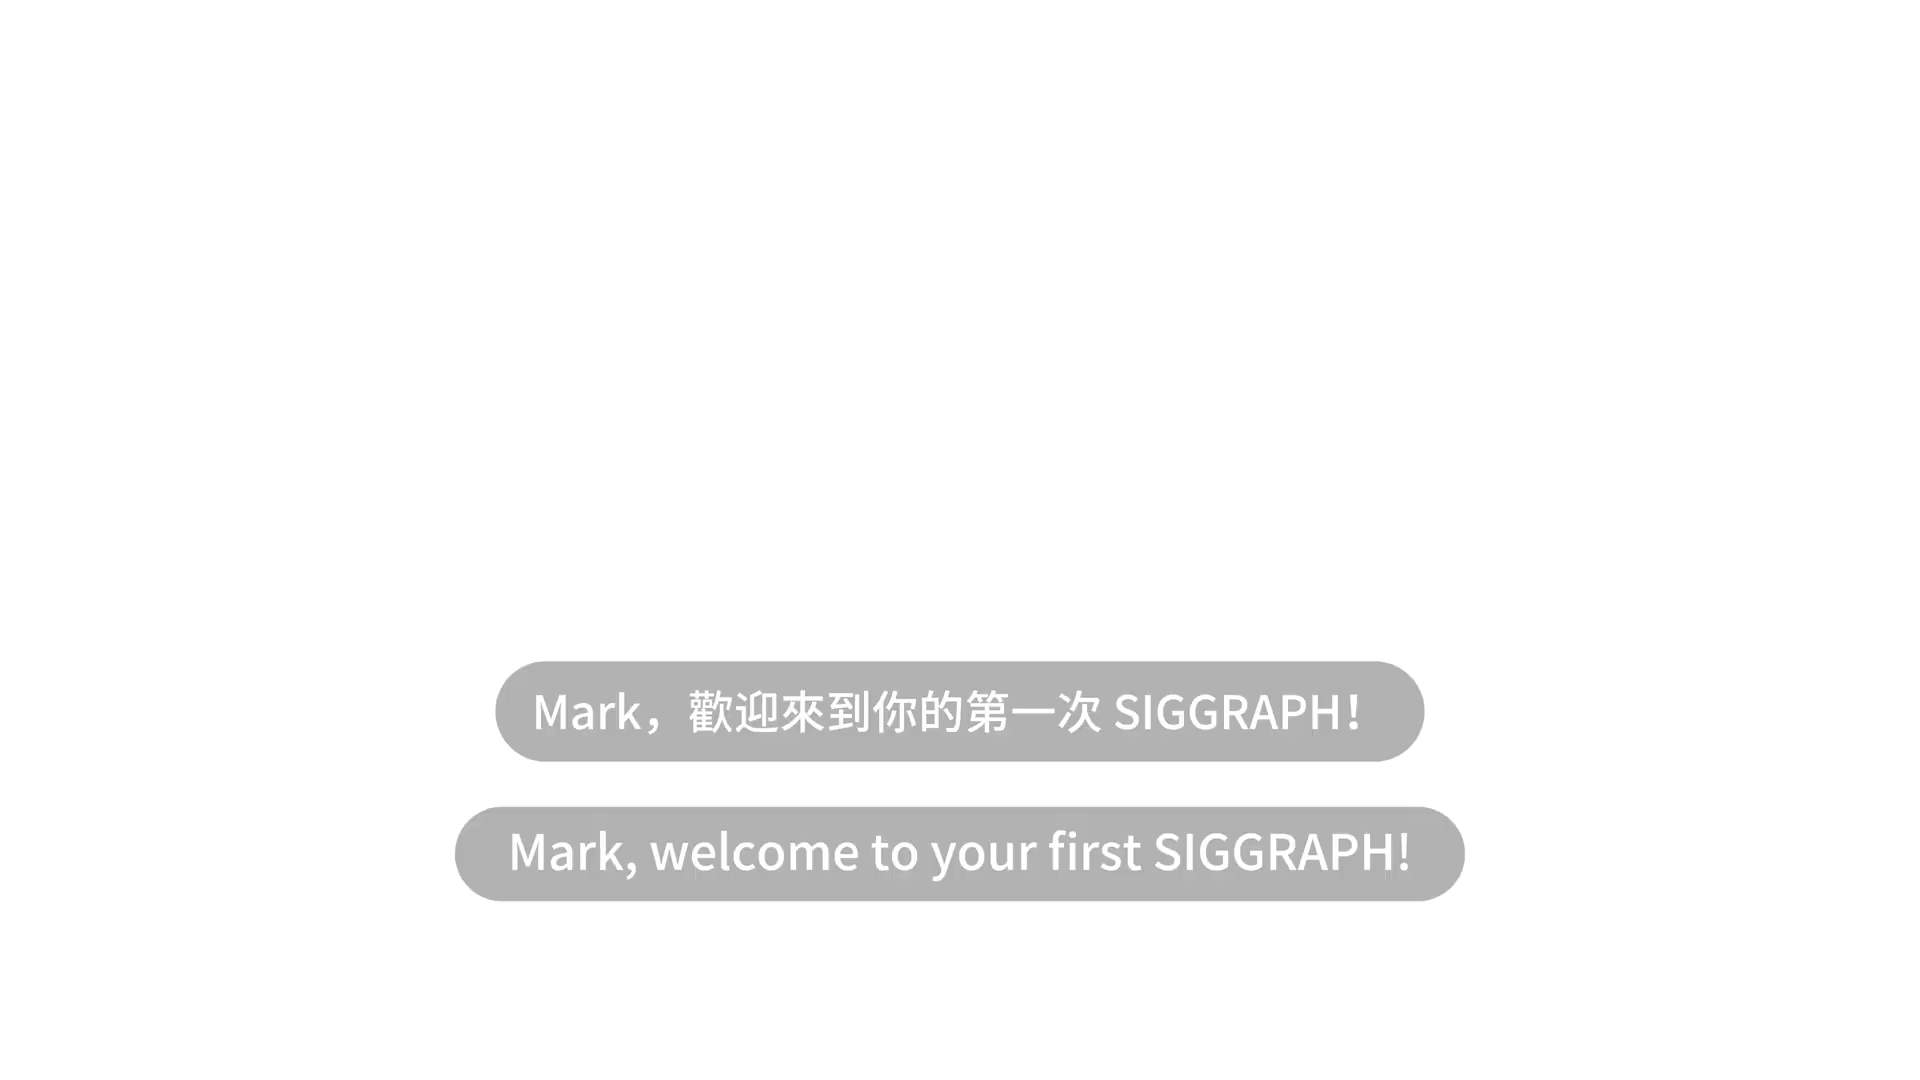 Mark，歡迎來到你的第一次 SIGGRAPH！
Mark, welcome to your first SIGGRAPH!